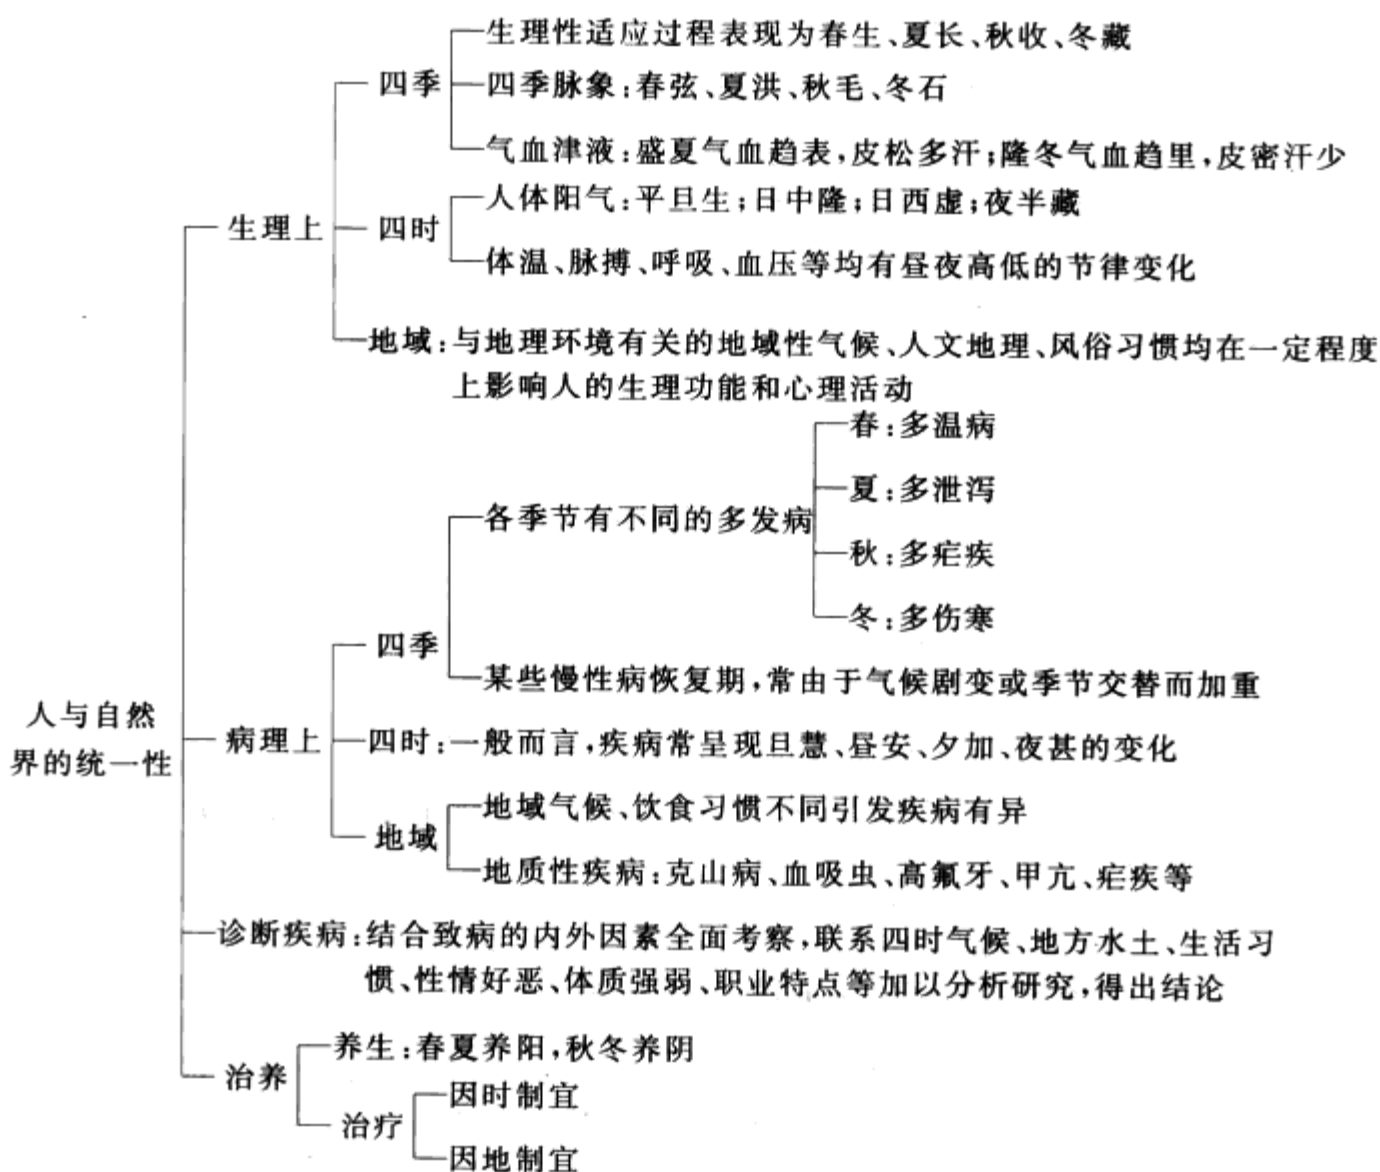 生理性适应过程表现为春生、夏长、秋收、冬藏
四季
四季脉象:春弦、夏洪、秋毛、冬石
气血津液:盛夏气血趋表,皮松多汗;隆冬气血趋里,皮密汗少
人体阳气:平旦生;日中隆;日西虚;夜半藏
生理上
四时
体温、脉搏、呼吸、血压等均有昼夜高低的节律变化
地域:与地理环境有关的地域性气候、人文地理、风俗习惯均在一定程度
上影响人的生理功能和心理活动
春:多温病
夏:多泄泻
各季节有不同的多发病
秋:多疟疾
冬:多伤寒
四季
某些慢性病恢复期,常由于气候剧变或季节交替而加重
人与自然
界的统一性
病理上
四时:一般而言,疾病常呈现旦慧、昼安、夕加、夜甚的变化
地域气候、饮食习惯不同引发疾病有异
地域
地质性疾病:克山病、血吸虫、高氟牙、甲亢、疟疾等
诊断疾病:结合致病的内外因素全面考察,联系四时气候、地方水土、生活习
惯、性情好恶、体质强弱、职业特点等加以分析研究,得出结论
养生:春夏养阳,秋冬养阴
治养
因时制宜
治疗
因地制宜